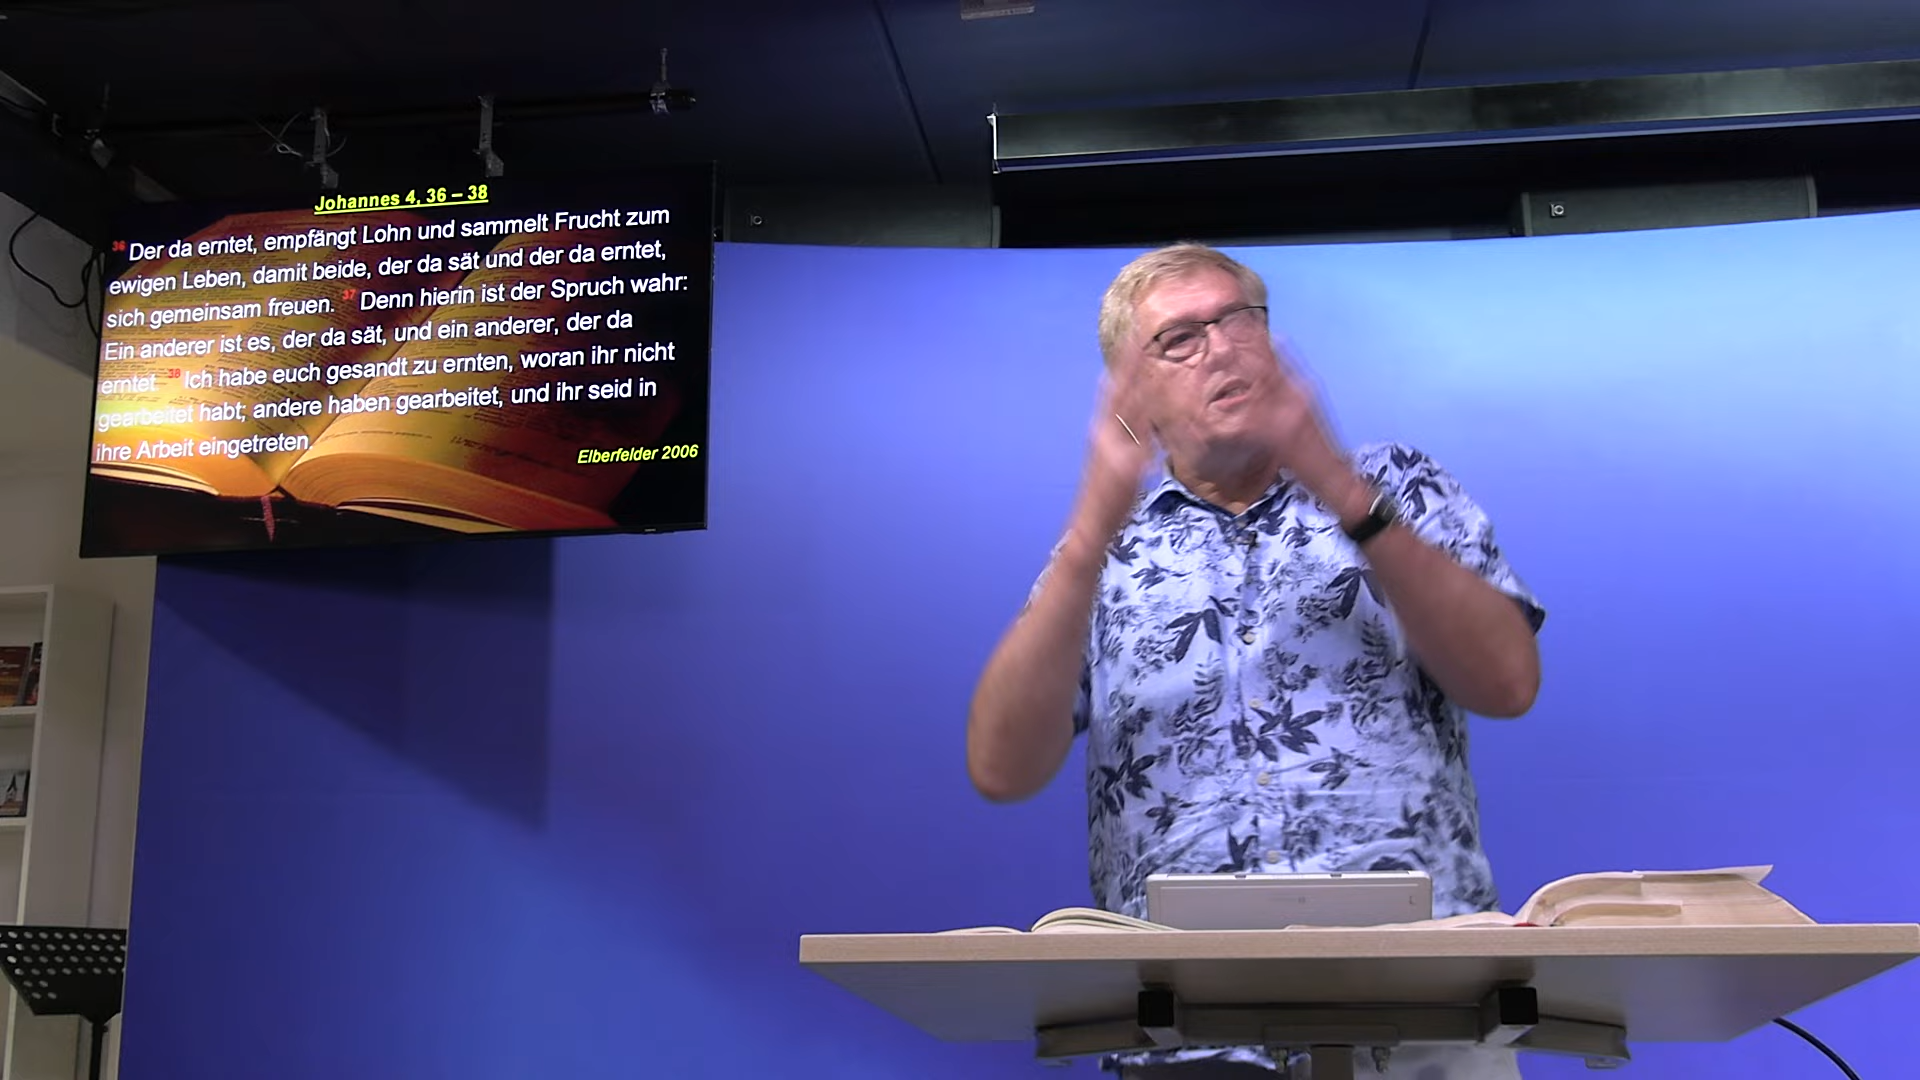 Johannes 4, 36 – 38
36 Der da erntet, empfängt Lohn und sammelt Frucht zum
ewigen Leben, damit beide, der da sät und der da erntet,
sich gemeinsam freuen. 37 Denn hierin ist der Spruch wahr:
Ein anderer ist es, der da sät, und ein anderer, der da
erntet. 38 Ich habe euch gesandt zu ernten, woran ihr nicht
gearbeitet habt; andere haben gearbeitet, und ihr seid in
ihre Arbeit eingetreten.
Elberfelder 2006